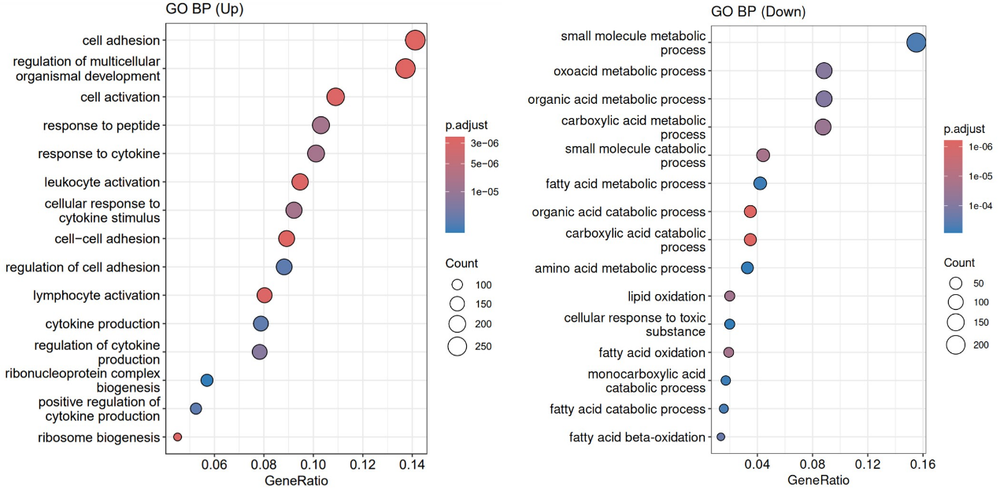 GO BP (Up)
cell adhesion
regulation of multicellular
organismal development
cell activation
response to peptide
response to cytokine
leukocyte activation
cellular response to
cytokine stimulus
cell−cell adhesion
regulation of cell adhesion
lymphocyte activation
cytokine production
regulation of cytokine
production
ribonucleoprotein complex
biogenesis
positive regulation of
cytokine production
ribosome biogenesis
0.06 0.08 0.10 0.12 0.14
GeneRatio
p.adjust
3e-06
5e-06
1e-05
Count
100
150
200
250
GO BP (Down)
small molecule metabolic
process
oxoacid metabolic process
organic acid metabolic process
carboxylic acid metabolic
process
small molecule catabolic
process
fatty acid metabolic process
organic acid catabolic process
carboxylic acid catabolic
process
amino acid metabolic process
lipid oxidation
cellular response to toxic
substance
fatty acid oxidation
monocarboxylic acid
catabolic process
fatty acid catabolic process
fatty acid beta-oxidation
0.04 0.08 0.12 0.16
GeneRatio
p.adjust
1e-06
1e-05
1e-04
Count
50
100
150
200